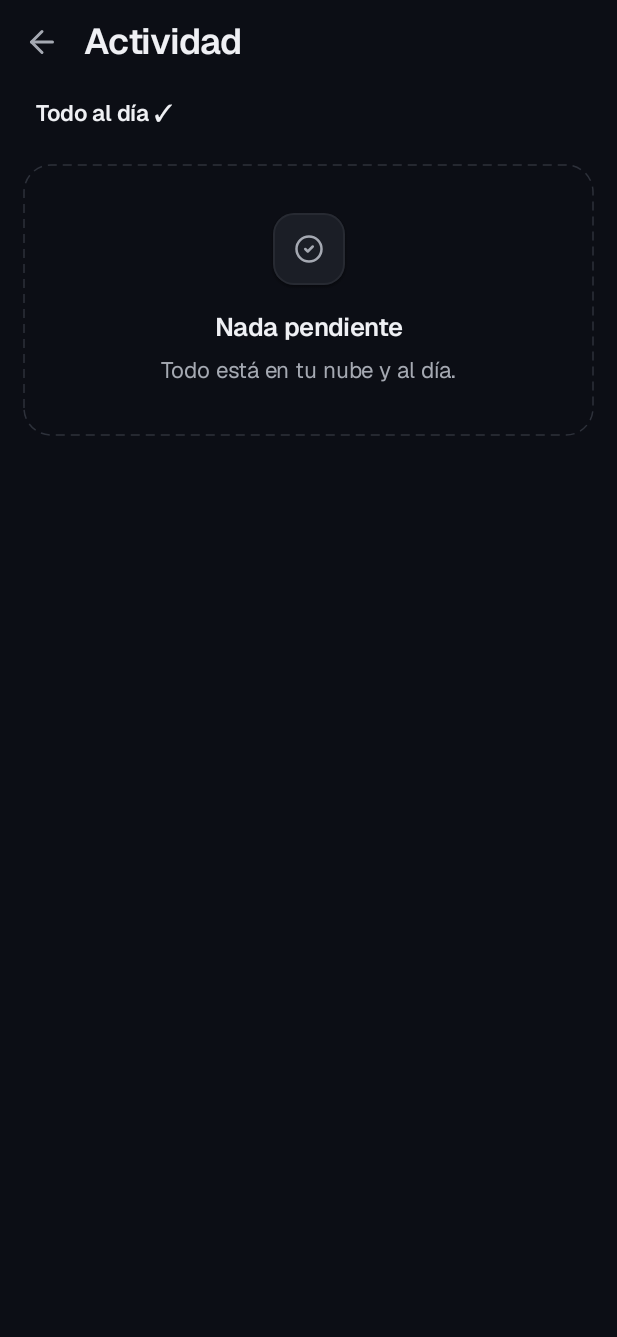 Actividad
Todo al día ✓
Nada pendiente
Todo está en tu nube y al día.